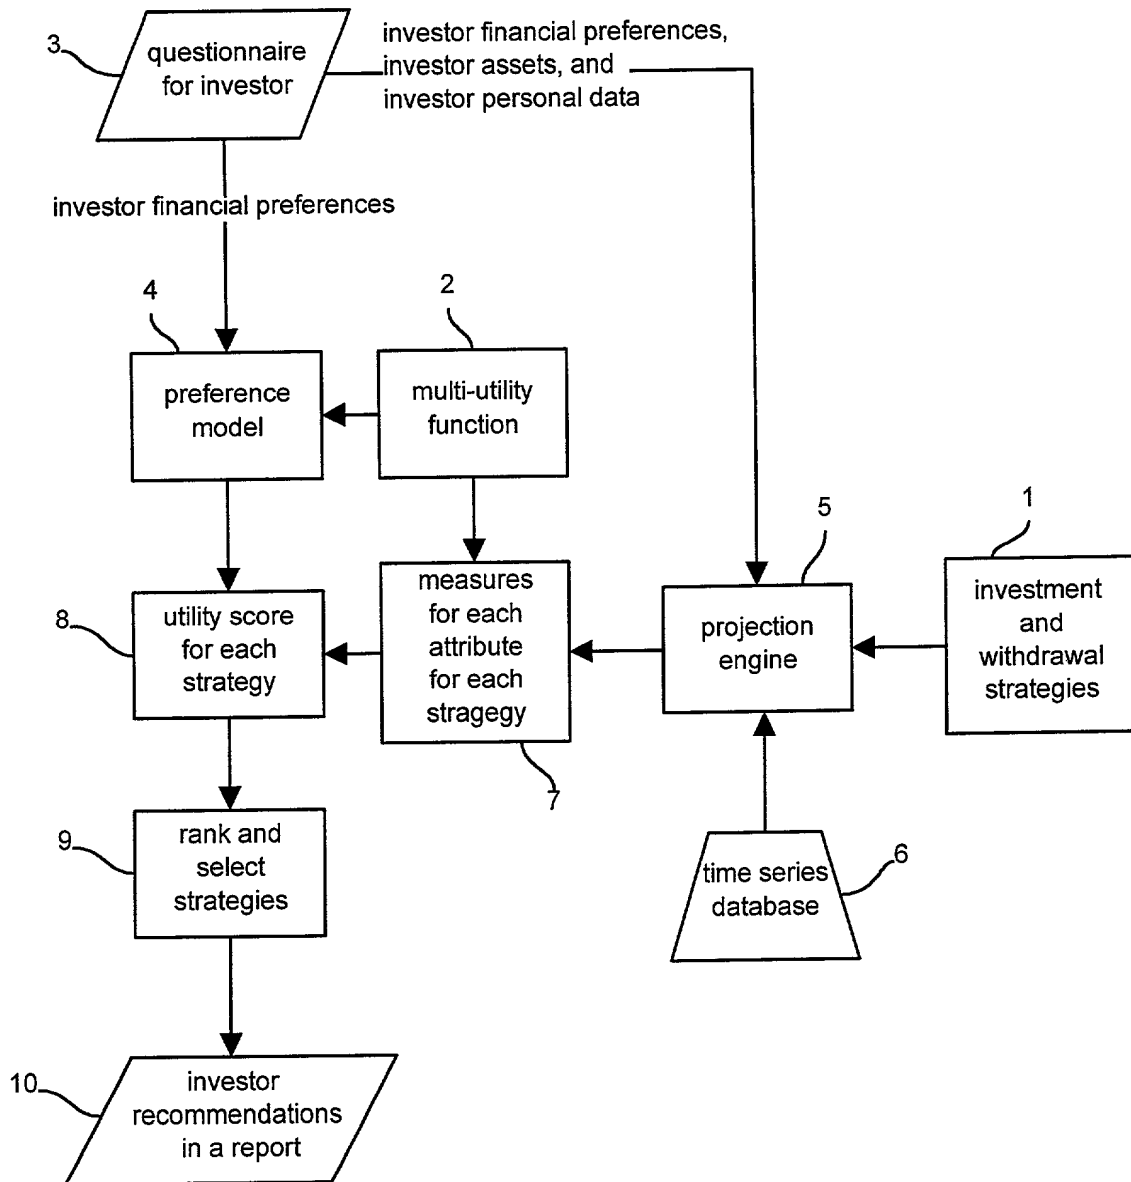 3
questionnaire
for investor
investor financial preferences,
investor assets, and
investor personal data
investor financial preferences
4
preference
model
2
multi-utility
function
8
utility score
for each
strategy
measures
for each
attribute
for each
stragegy
7
5
projection
engine
1
investment
and
withdrawal
strategies
9
rank and
select
strategies
time series
database
6
10
investor
recommendations
in a report